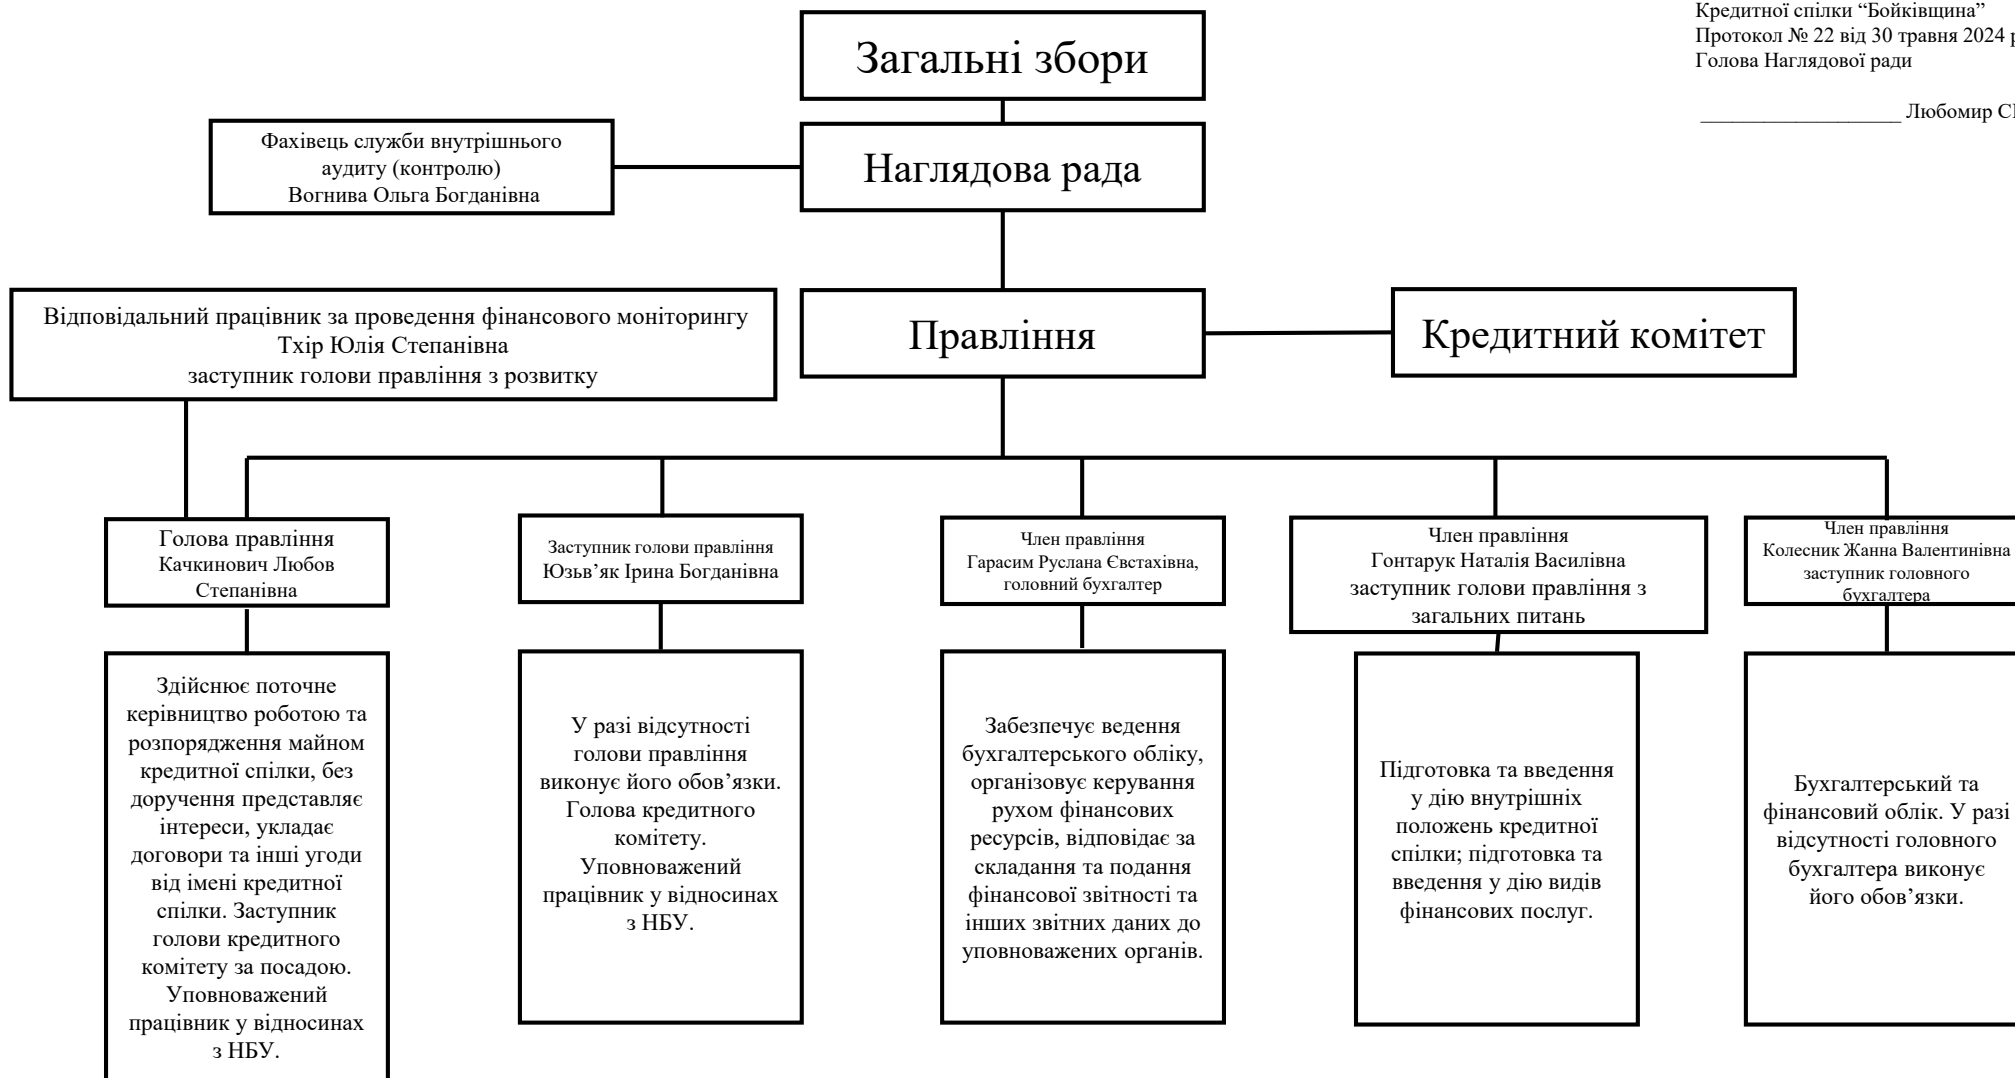 Кредитної спілки “Бойківщина”
Протокол № 22 від 30 травня 2024
Голова Наглядової ради
___________________ Любомир
Загальні збори
Фахівець служби внутрішнього
аудиту (контролю)
Вогнива Ольга Богданівна
Наглядова рада
Відповідальний працівник за проведення фінансового моніторингу
Тхір Юлія Степанівна
заступник голови правління з розвитку
Правління
Кредитний комітет
Голова правління
Качкинович Любов
Степанівна
Заступник голови правління
Юзьв’як Ірина Богданівна
Член правління
Гарасим Руслана Євстахівна,
головний бухгалтер
Член правління
Гонтарук Наталія Василівна
заступник голови правління з
загальних питань
Член правління
Колесник Жанна Валентинівна
заступник головного
бухгалтера
Здійснює поточне
керівництво роботою та
розпорядження майном
кредитної спілки, без
доручення представляє
інтереси, укладає
договори та інші угоди
від імені кредитної
спілки. Заступник
голови кредитного
комітету за посадою.
Уповноважений
працівник у відносинах
з НБУ.
У разі відсутності
голови правління
виконує його обов’язки.
Голова кредитного
комітету.
Уповноважений
працівник у відносинах
з НБУ.
Забезпечує ведення
бухгалтерського обліку,
організовує керування
рухом фінансових
ресурсів, відповідає за
складання та подання
фінансової звітності та
інших звітних даних до
уповноважених органів.
Підготовка та введення
у дію внутрішніх
положень кредитної
спілки; підготовка та
введення у дію видів
фінансових послуг.
Бухгалтерський та
фінансовий облік. У разі
відсутності головного
бухгалтера виконує
його обов’язки.